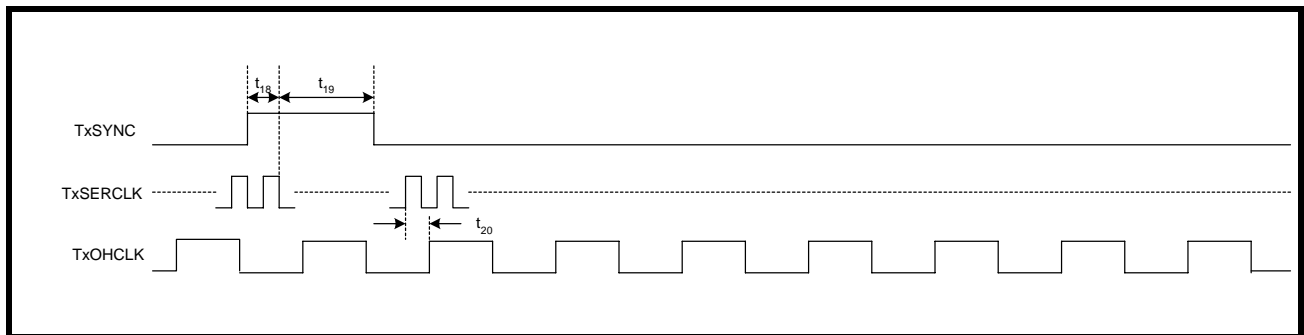 t18 t19
TxSYNC
TxSERCLK
t20
TxOHCLK